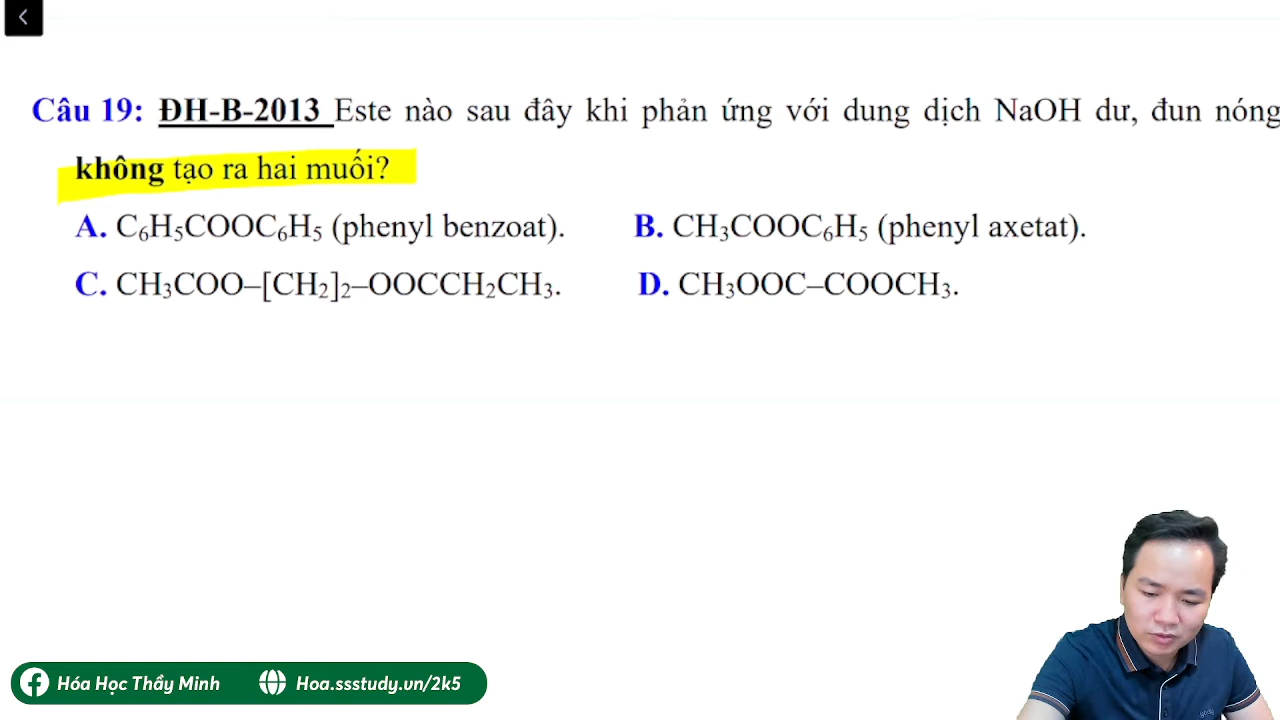 Câu 19: ĐH-B-2013 Este nào sau đây khi phản ứng với dung dịch NaOH dư, đun nóng
không tạo ra hai muối?
A. C₆H₅COOC₆H₅ (phenyl benzoat). B. CH₃COOC₆H₅ (phenyl axetat).
C. CH₃COO–[CH₂]₂–OOCCH₂CH₃. D. CH₃OOC–COOCH₃.
Hóa Học Thầy Minh Hoa.ssstudy.vn/2k5